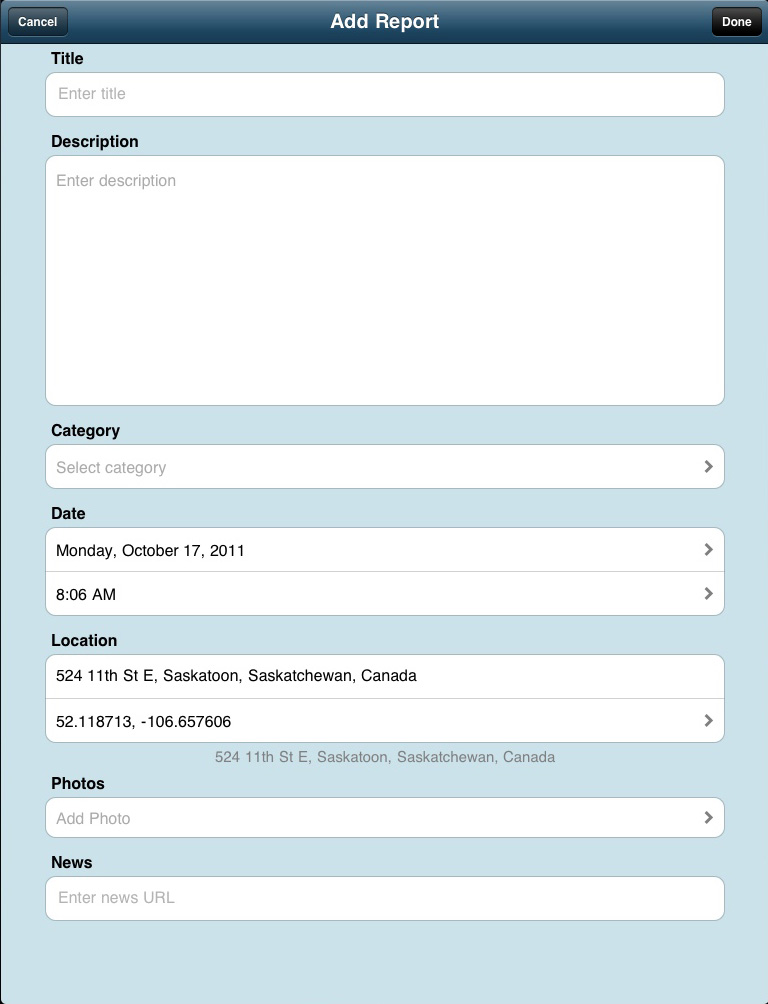 Cancel Add Report Done
Title
Enter title
Description
Enter description
Category
Select category
Date
Monday, October 17, 2011
8:06 AM
Location
524 11th St E, Saskatoon, Saskatchewan, Canada
52.118713, -106.657606
524 11th St E, Saskatoon, Saskatchewan, Canada
Photos
Add Photo
News
Enter news URL